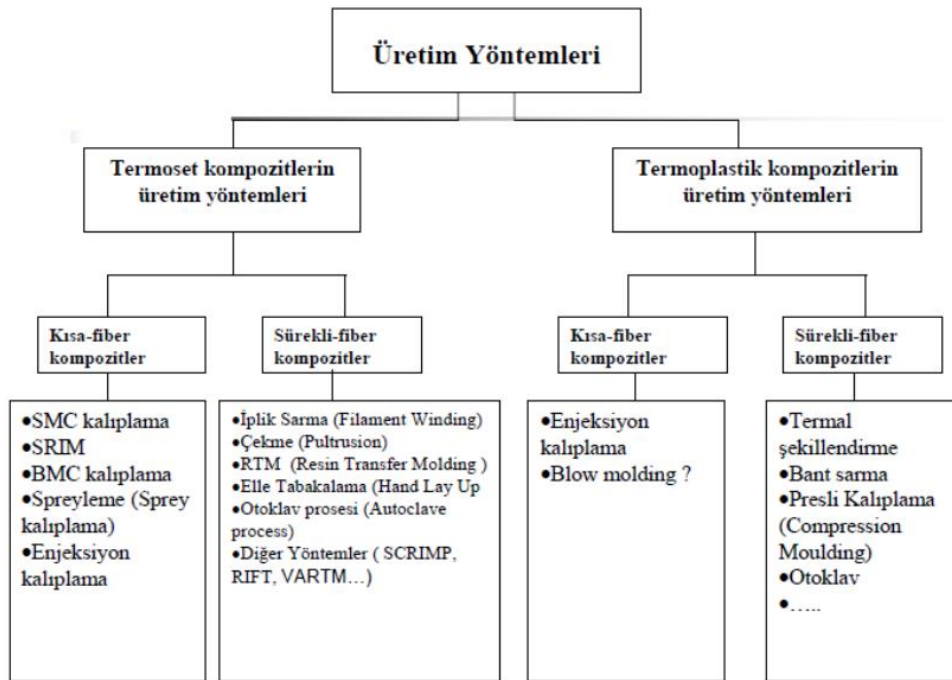 Üretim Yöntemleri
Termoset kompozitlerin
üretim yöntemleri
Termoplastik kompozitlerin
üretim yöntemleri
Kısa-fiber
kompozitler
Sürekli-fiber
kompozitler
Kısa-fiber
kompozitler
Sürekli-fiber
kompozitler
•SMC kalıplama
•SRIM
•BMC kalıplama
•Spreyleme (Sprey
kalıplama)
•Enjeksiyon
kalıplama
•İplik Sarma (Filament Winding)
•Çekme (Pultrusion)
•RTM (Resin Transfer Molding )
•Elle Tabakalama (Hand Lay Up
•Otoklav prosesi (Autoclave
process)
•Diğer Yöntemler ( SCRIMP,
RIFT, VARTM…)
•Enjeksiyon
kalıplama
•Blow molding ?
•Termal
şekillendirme
•Bant sarma
•Presli Kalıplama
(Compression
Moulding)
•Otoklav
•…..